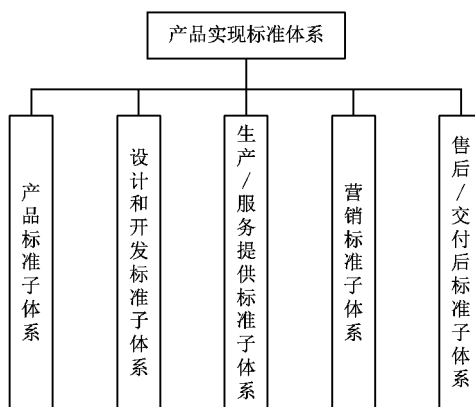 产品实现标准体系
产品标准子体系
设计和开发标准子体系
生产/服务提供标准子体系
营销标准子体系
售后/交付后标准子体系